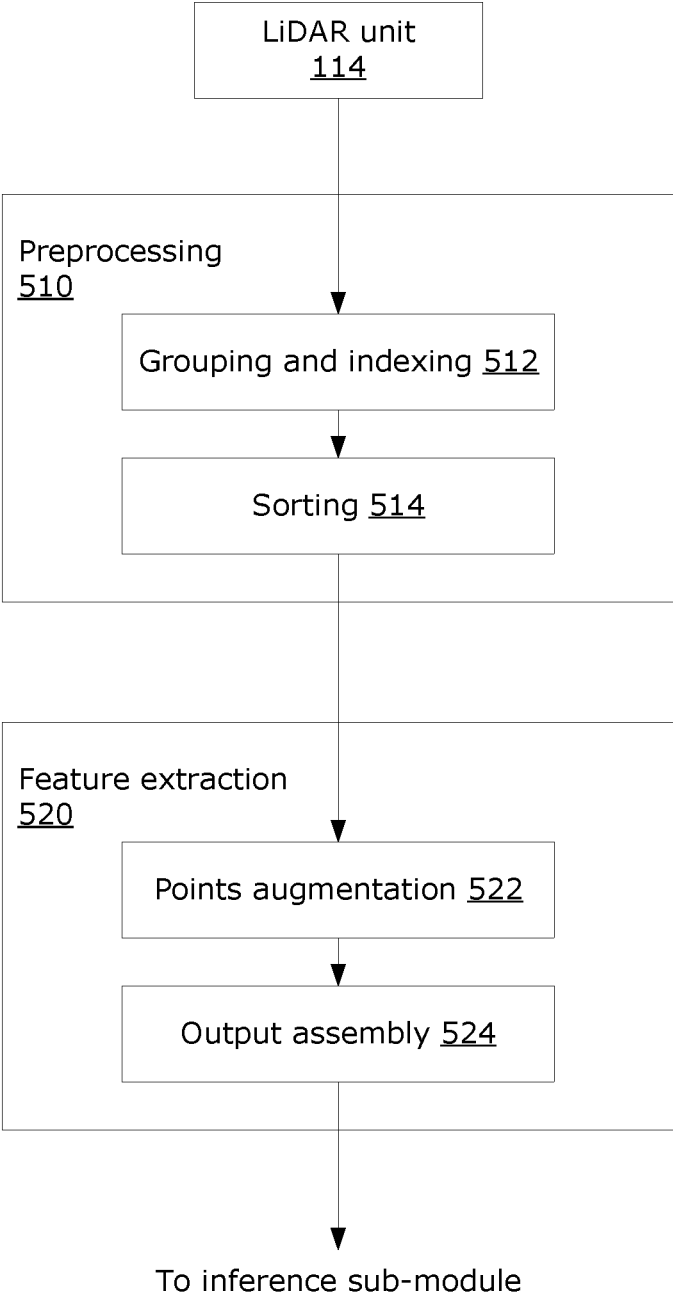 LiDAR unit
114
Preprocessing
510
Grouping and indexing 512
Sorting 514
Feature extraction
520
Points augmentation 522
Output assembly 524
To inference sub-module